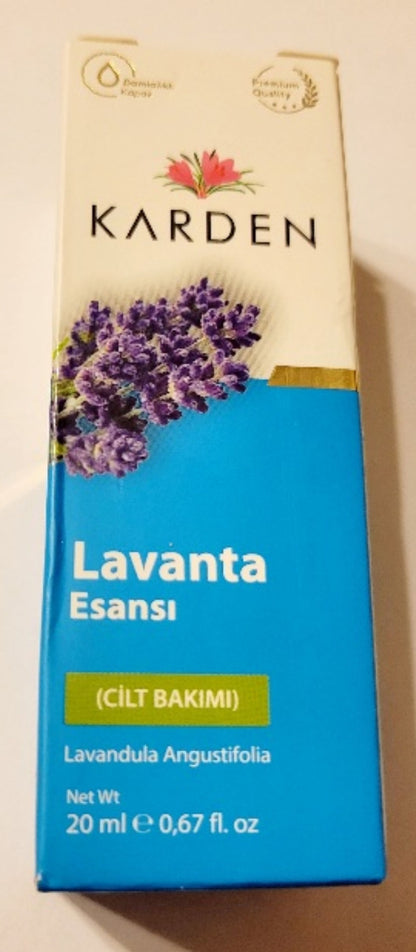 Damlalık
Kapak
Premium
Quality
KARDEN
Lavanta
Esansı
(CİLT BAKIMI)
Lavandula Angustifolia
Net Wt
20 ml ℮ 0,67 fl. oz